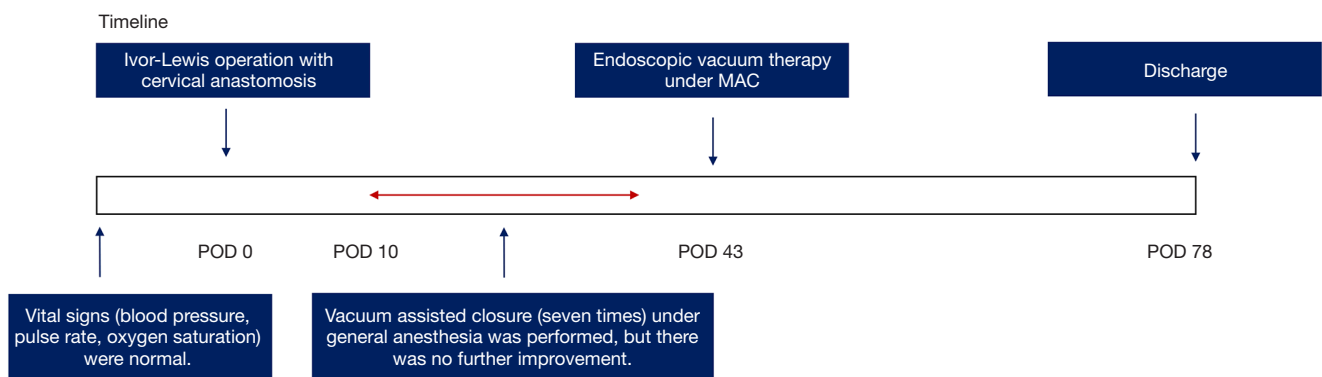 Timeline
Ivor-Lewis operation with
cervical anastomosis
Endoscopic vacuum therapy
under MAC
Discharge
POD 0
POD 10
POD 43
POD 78
Vital signs (blood pressure,
pulse rate, oxygen saturation)
were normal.
Vacuum assisted closure (seven times) under
general anesthesia was performed, but there
was no further improvement.